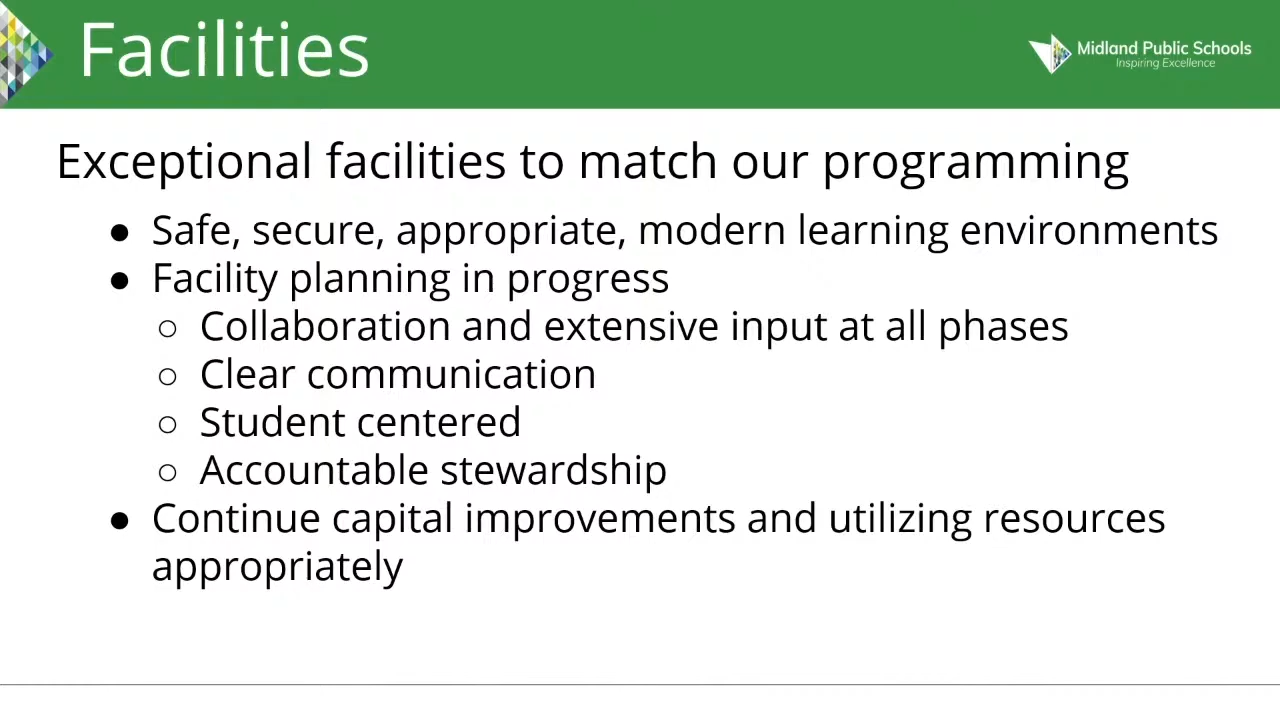 Facilities
Midland Public Schools
Inspiring Excellence
Exceptional facilities to match our programming
● Safe, secure, appropriate, modern learning environments
● Facility planning in progress
○ Collaboration and extensive input at all phases
○ Clear communication
○ Student centered
○ Accountable stewardship
● Continue capital improvements and utilizing resources
appropriately